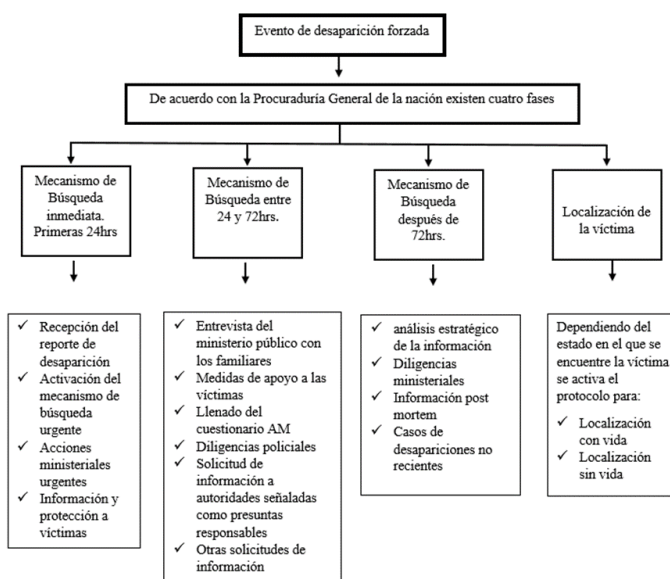 Evento de desaparición forzada
De acuerdo con la Procuraduría General de la nación existen cuatro fases
Mecanismo de
Búsqueda
inmediata.
Primeras 24hrs
Mecanismo de
Búsqueda entre
24 y 72hrs.
Mecanismo de
Búsqueda
después de
72hrs.
Localización de
la víctima
✓ Recepción del
reporte de
desaparición
✓ Activación del
mecanismo de
búsqueda
urgente
✓ Acciones
ministeriales
urgentes
✓ Información y
protección a
víctimas
✓ Entrevista del
ministerio público con
los familiares
✓ Medidas de apoyo a las
víctimas
✓ Llenado del
cuestionario AM
✓ Diligencias policiales
✓ Solicitud de
información a
autoridades señaladas
como presuntas
responsables
✓ Otras solicitudes de
información
✓ análisis estratégico
de la información
✓ Diligencias
ministeriales
✓ Información post
mortem
✓ Casos de
desapariciones no
recientes
Dependiendo del
estado en el que se
encuentre la víctima
se activa el
protocolo para:
✓ Localización
con vida
✓ Localización
sin vida